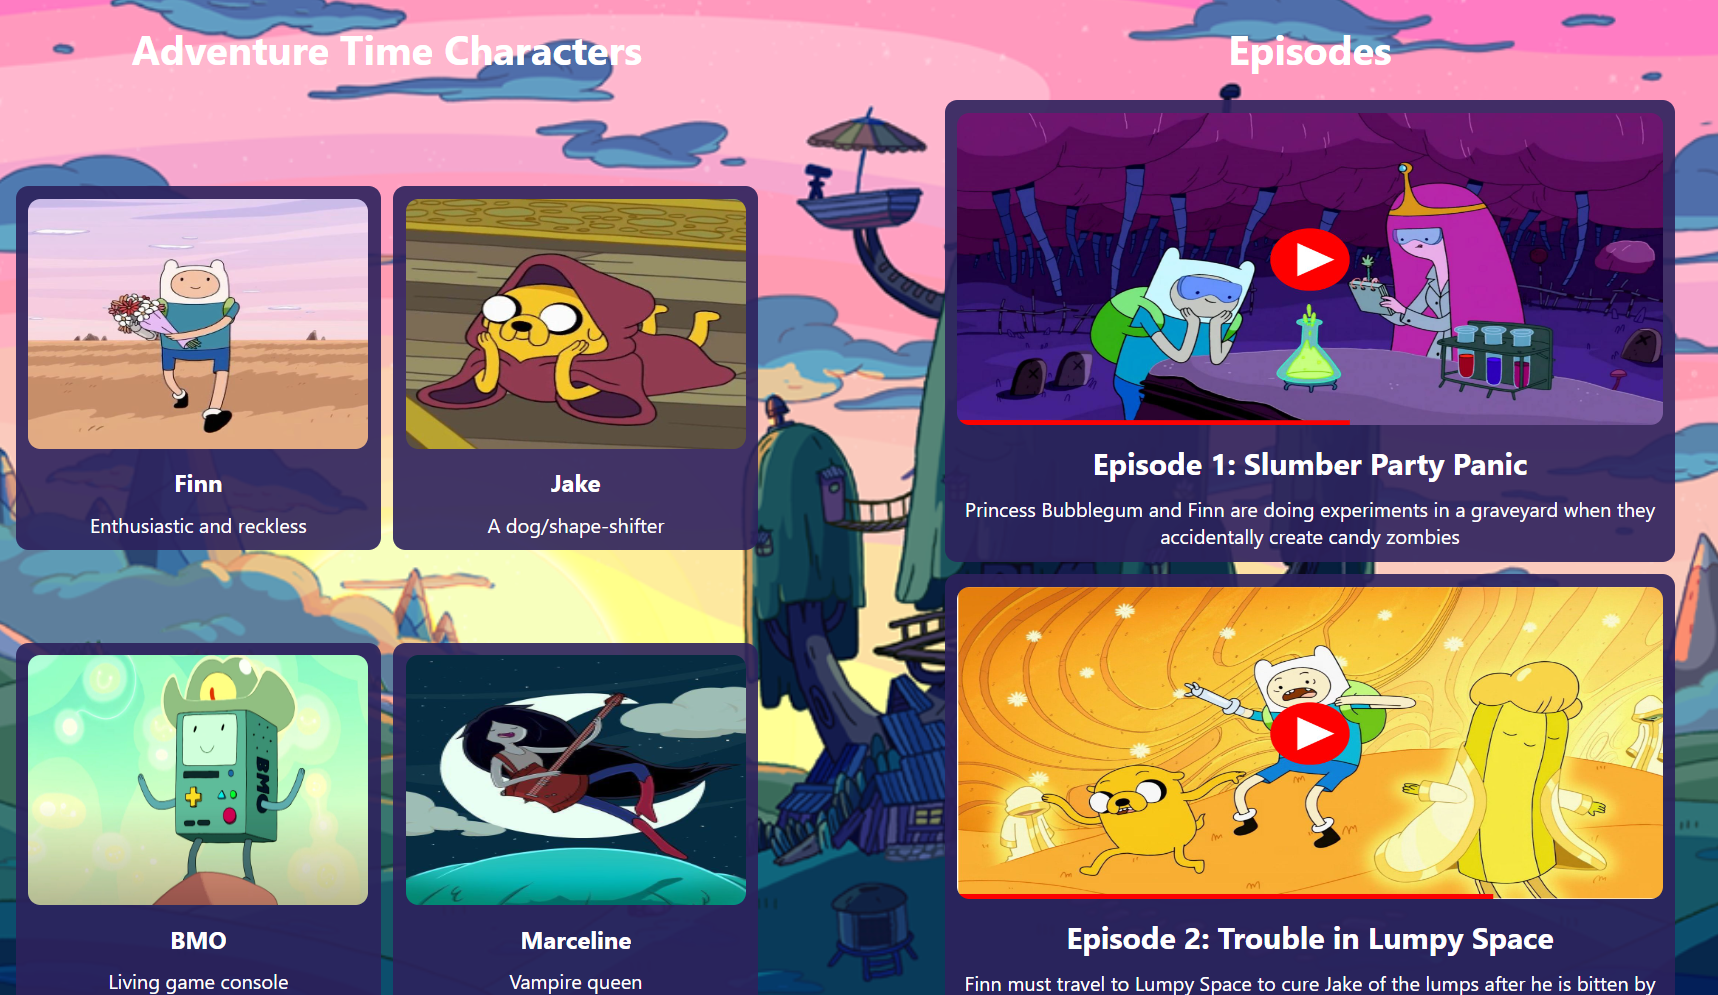 Adventure Time Characters
Finn
Enthusiastic and reckless
Jake
A dog/shape-shifter
BMO
BMO
Living game console
Marceline
Vampire queen
Episodes
Episode 1: Slumber Party Panic
Princess Bubblegum and Finn are doing experiments in a graveyard when they
accidentally create candy zombies
Episode 2: Trouble in Lumpy Space
Finn must travel to Lumpy Space to cure Jake of the lumps after he is bitten by